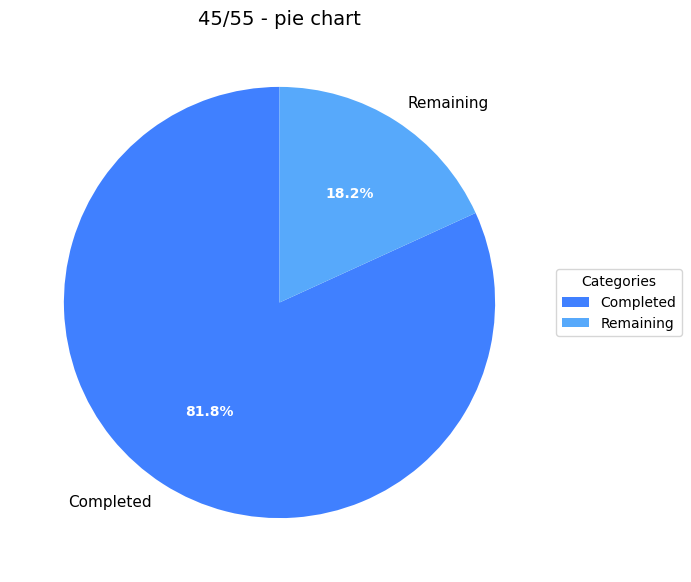 45/55 - pie chart
Remaining
18.2%
Categories
Completed
Remaining
81.8%
Completed